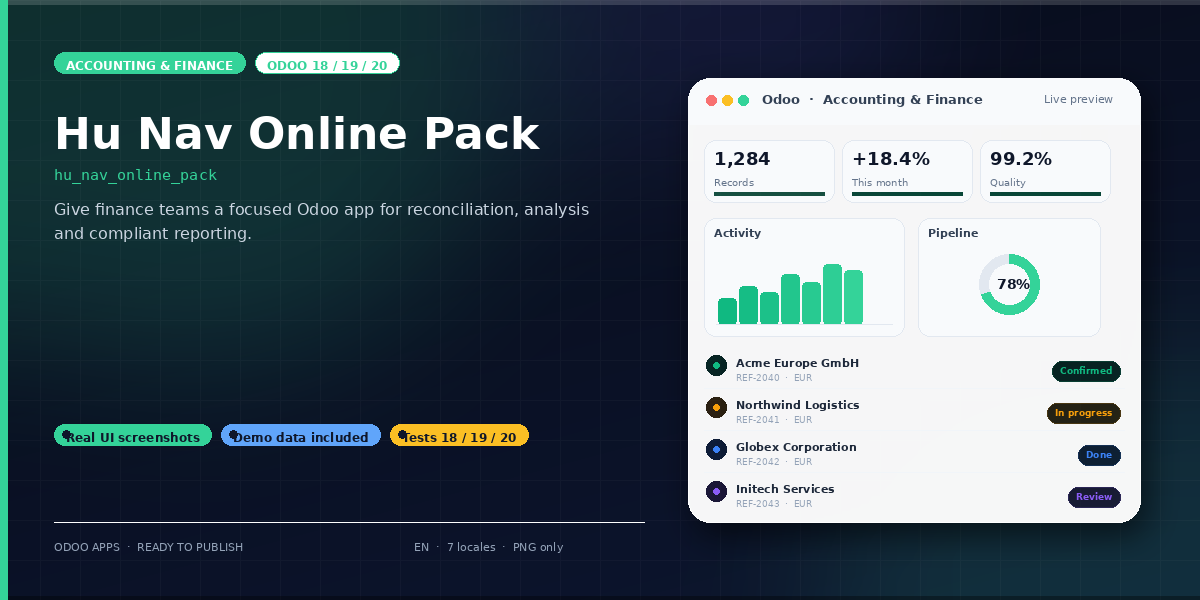 ACCOUNTING & FINANCE
ODOO 18 / 19 / 20
Hu Nav Online Pack
hu_nav_online_pack
Give finance teams a focused Odoo app for reconciliation, analysis
and compliant reporting.
Real UI screenshots
Demo data included
Tests 18 / 19 / 20
ODOO APPS · READY TO PUBLISH
EN · 7 locales · PNG only
Odoo · Accounting & Finance
Live preview
1,284
Records
+18.4%
This month
99.2%
Quality
Activity
Pipeline
78%
Acme Europe GmbH
REF-2040 · EUR
Confirmed
Northwind Logistics
REF-2041 · EUR
In progress
Globex Corporation
REF-2042 · EUR
Done
Initech Services
REF-2043 · EUR
Review